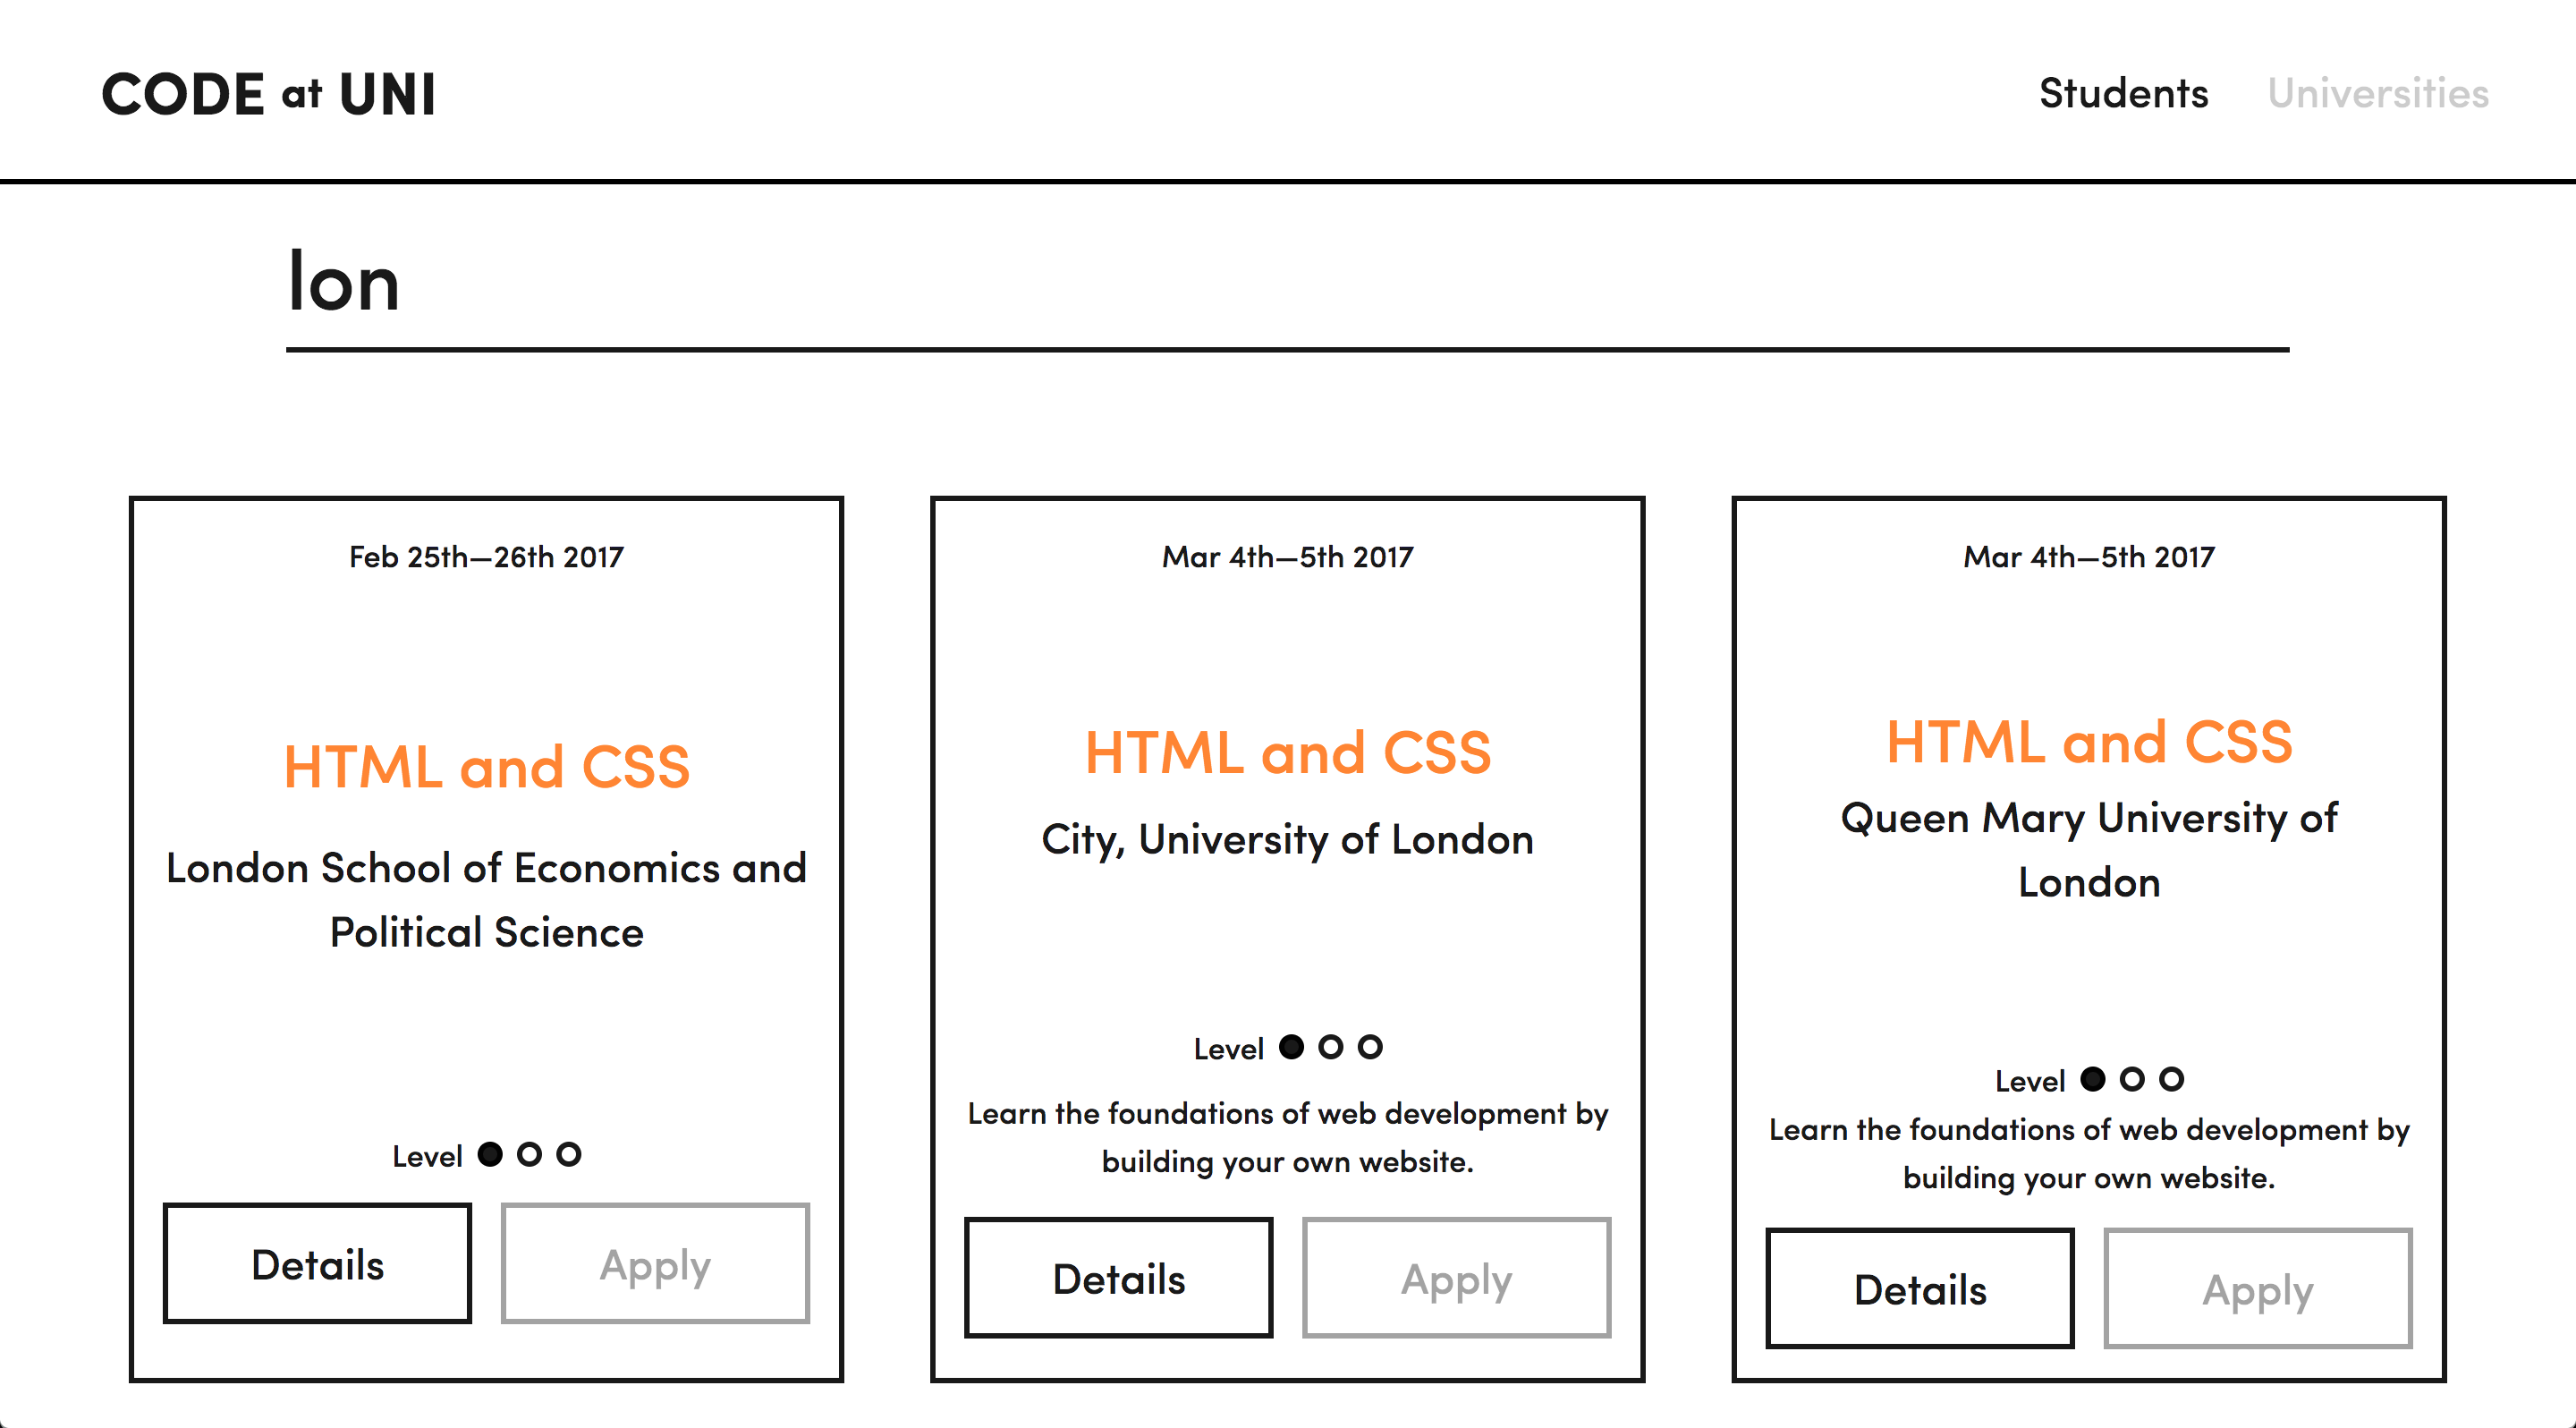 CODE at UNI
Students Universities
lon
Feb 25th—26th 2017
HTML and CSS
London School of Economics and
Political Science
Level
Details Apply
Mar 4th—5th 2017
HTML and CSS
City, University of London
Level
Learn the foundations of web development by
building your own website.
Details Apply
Mar 4th—5th 2017
HTML and CSS
Queen Mary University of
London
Level
Learn the foundations of web development by
building your own website.
Details Apply